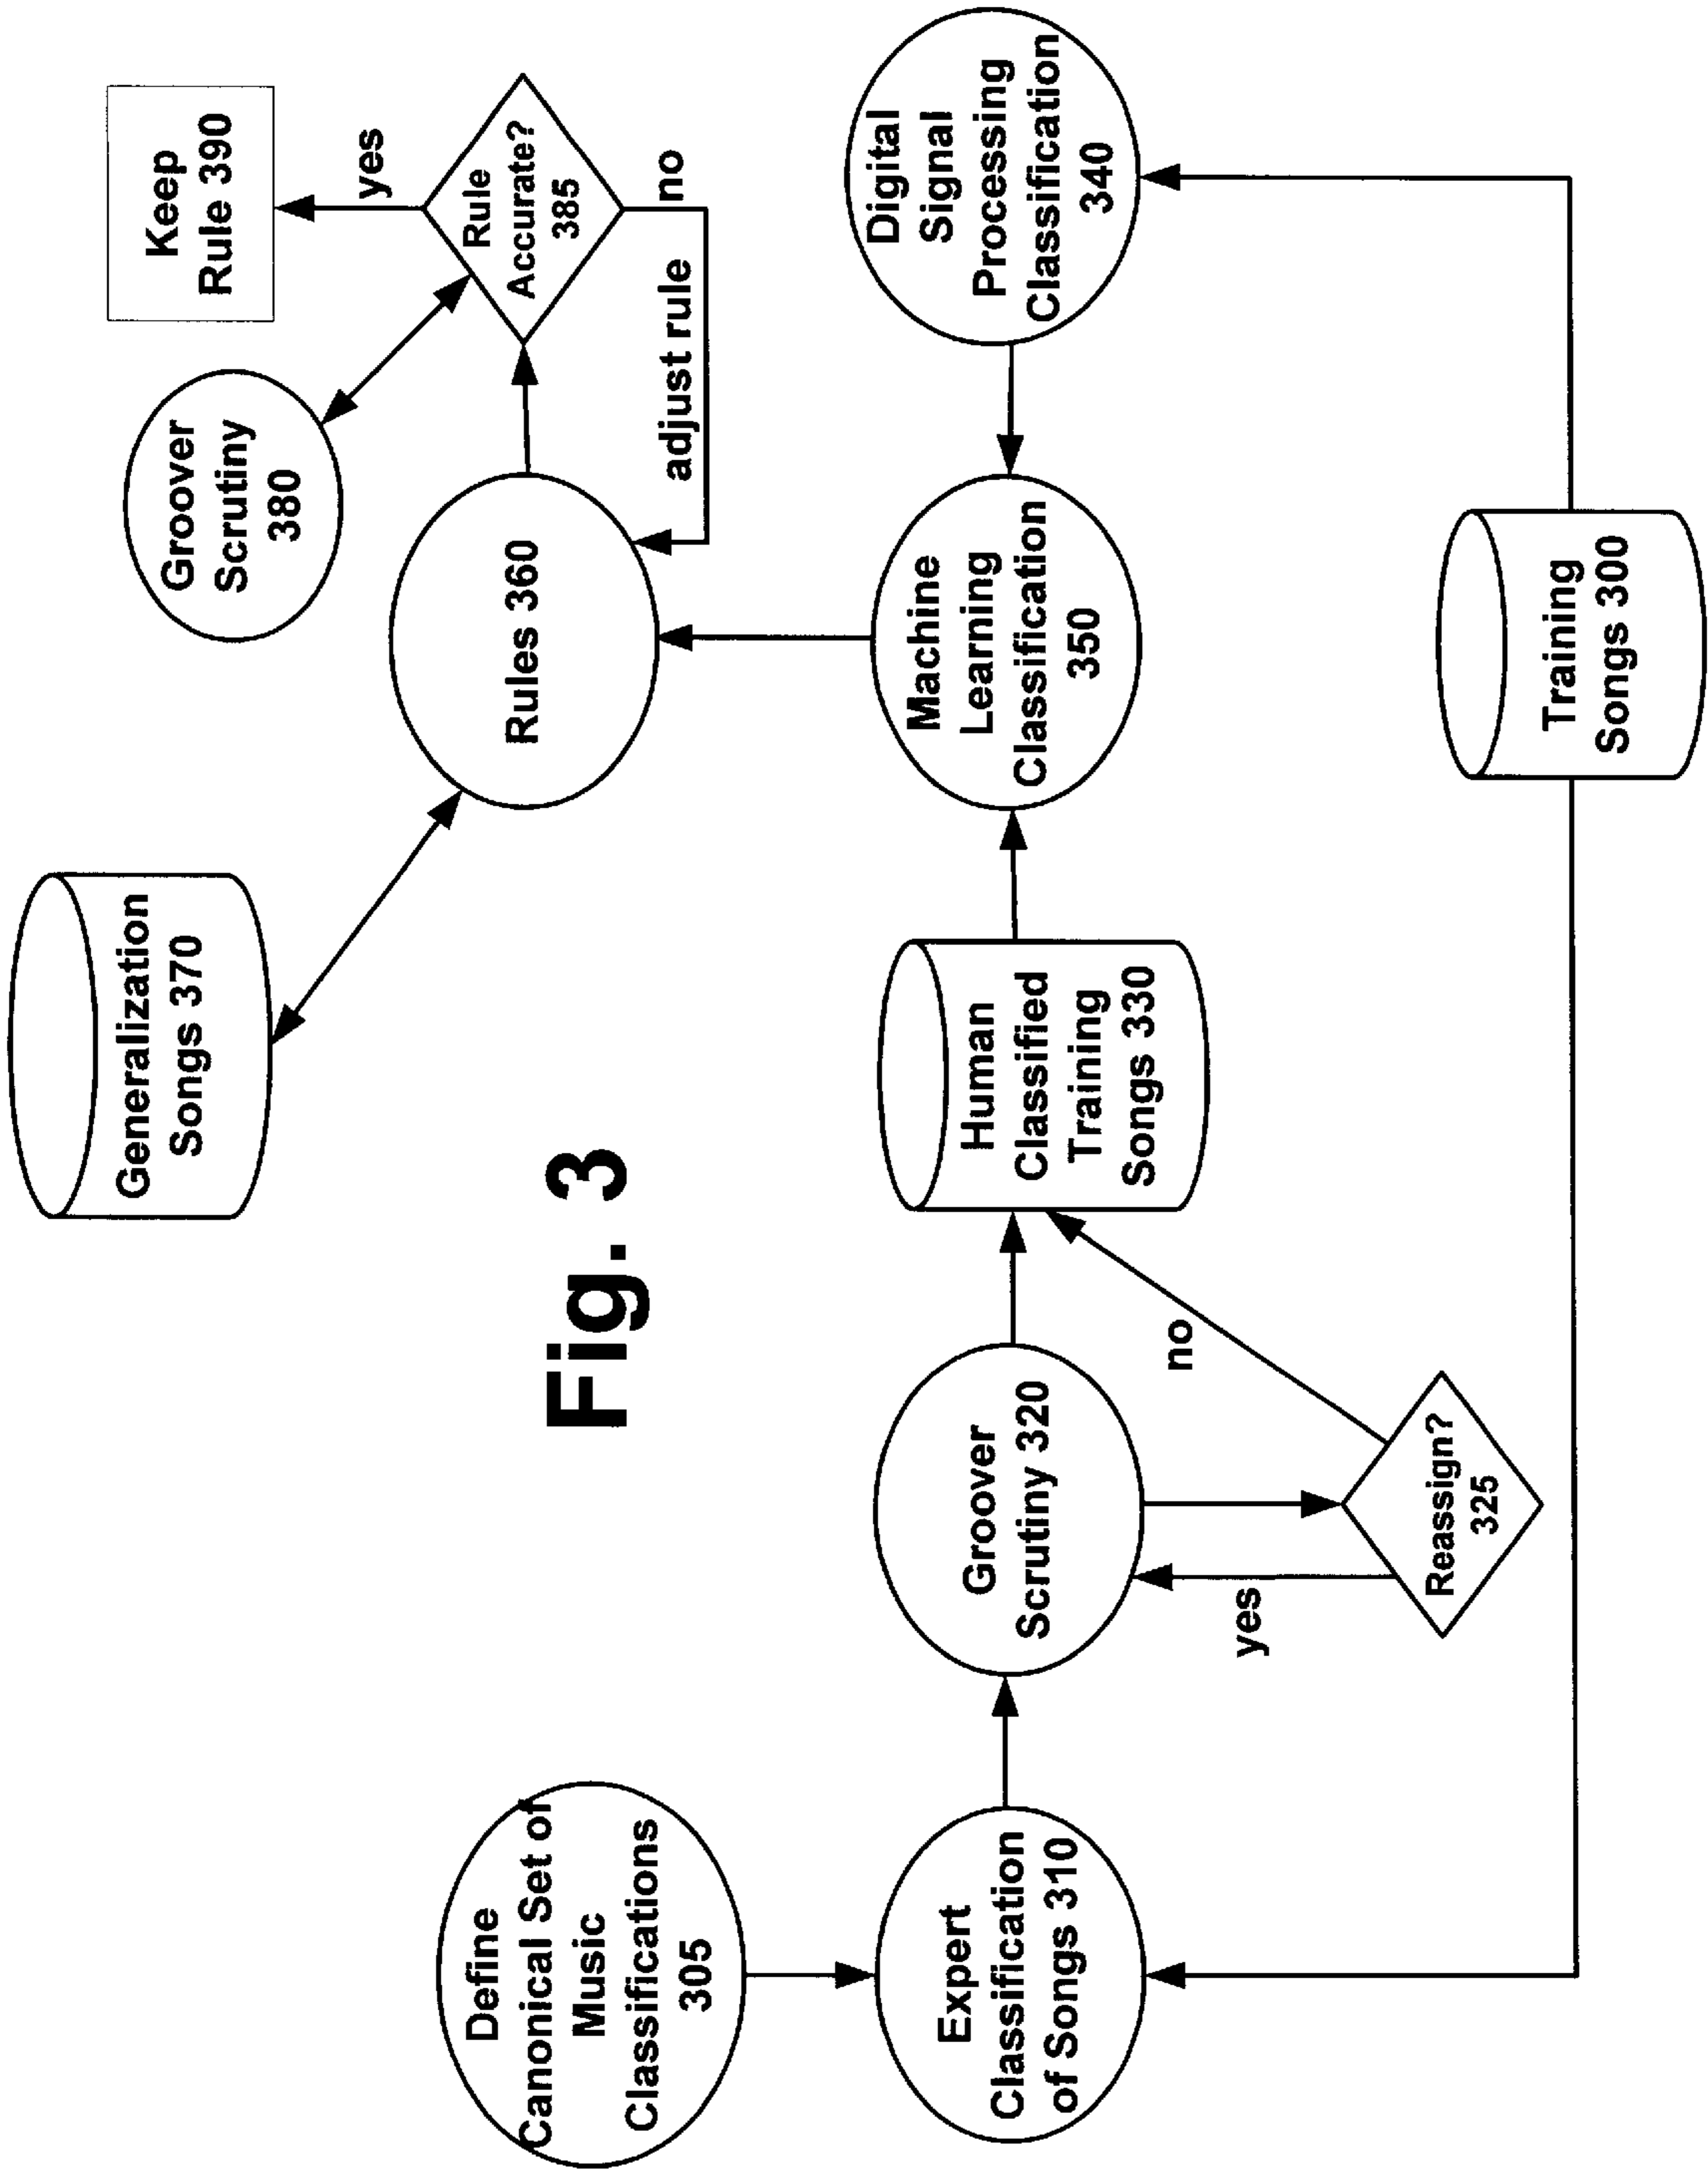 Define
Canonical Set of
Music
Classifications
305
Expert
Classification
of Songs 310
Groover
Scrutiny 320
yes
Reassign?
325
no
Fig. 3
Human
Classified
Training
Songs 330
Generalization
Songs 370
Rules 360
Machine
Learning
Classification
350
Training
Songs 300
Groover
Scrutiny
380
adjust rule
Keep
Rule 390
yes
Rule
Accurate?
385
no
Digital
Signal
Processing
Classification
340